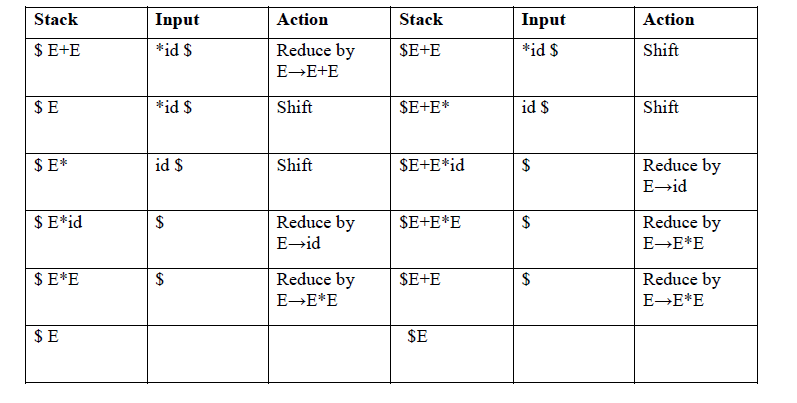 Stack Input Action Stack Input Action
$ E+E *id $ Reduce by $E+E *id $ Shift
E→E+E
$ E *id $ Shift $E+E* id $ Shift
$ E* id $ Shift $E+E*id $ Reduce by
E→id
$ E*id $ Reduce by $E+E*E $ Reduce by
E→id E→E*E
$ E*E $ Reduce by $E+E $ Reduce by
E→E*E E→E*E
$ E $E